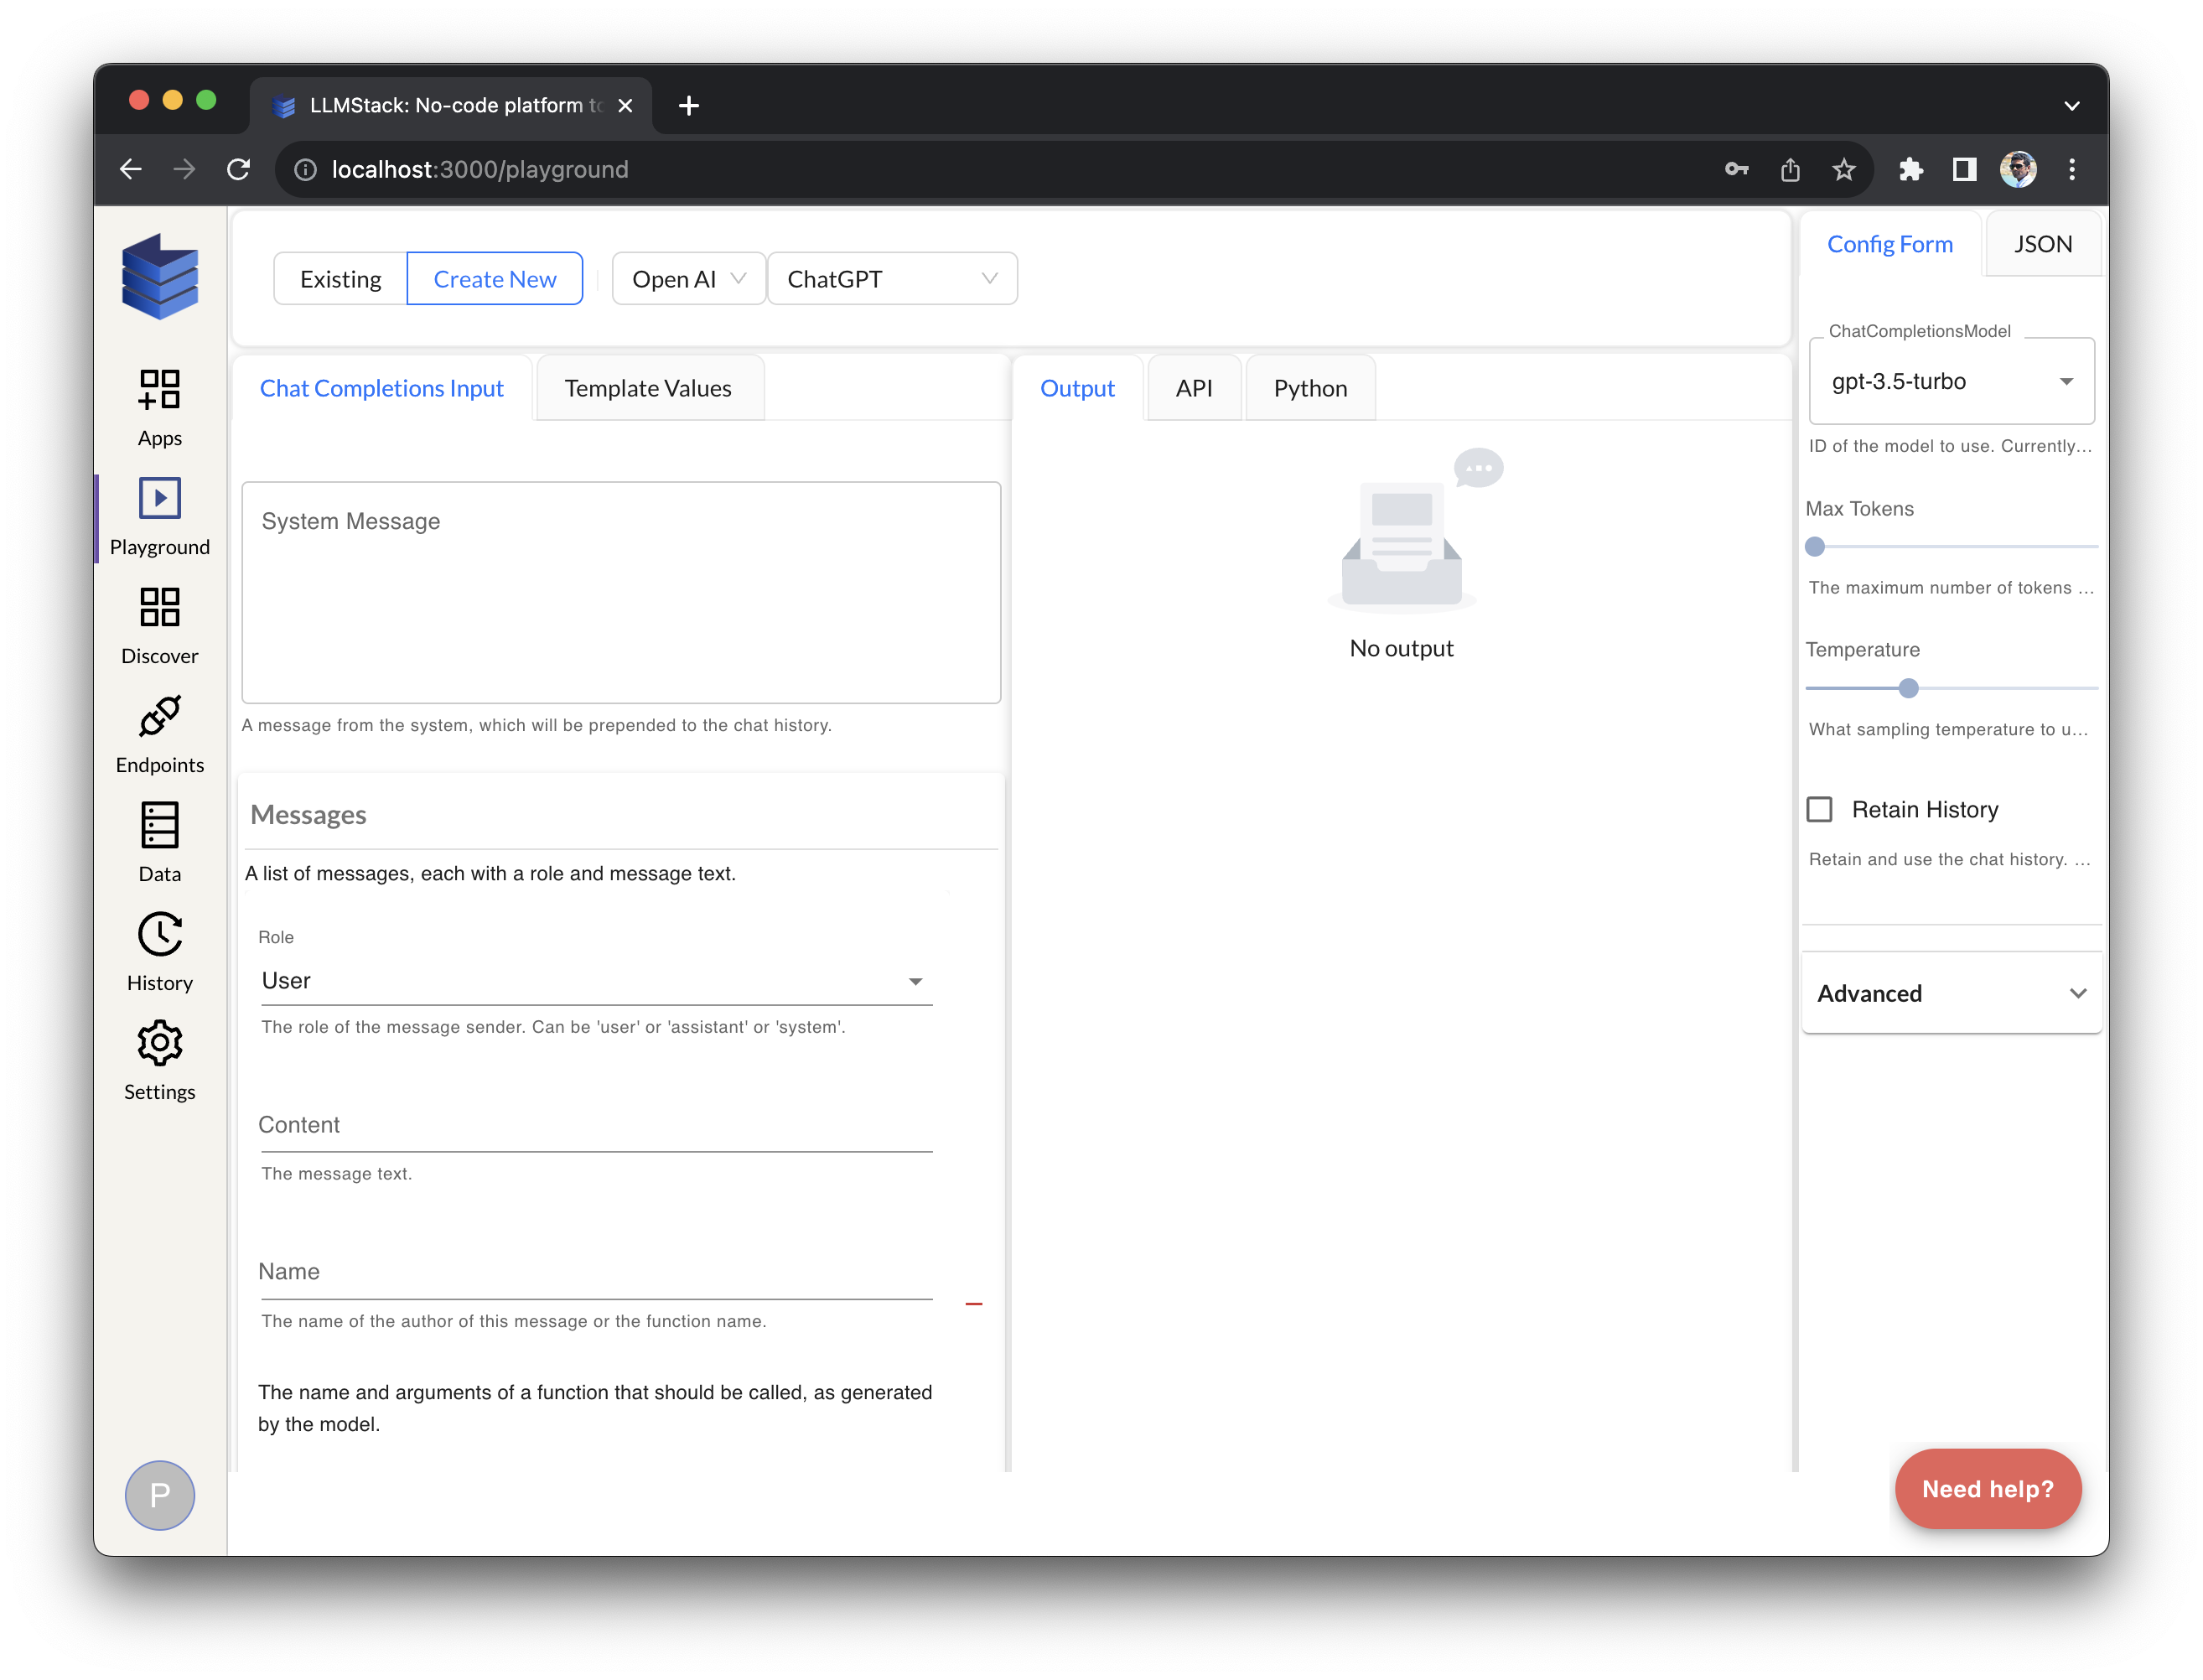 LLMStack: No-code platform to
localhost:3000/playground
Apps
Playground
Discover
Endpoints
Data
History
Settings
P
Existing
Create New
Open AI
ChatGPT
Chat Completions Input
Template Values
System Message
A message from the system, which will be prepended to the chat history.
Messages
A list of messages, each with a role and message text.
Role
User
The role of the message sender. Can be 'user' or 'assistant' or 'system'.
Content
The message text.
Name
The name of the author of this message or the function name.
The name and arguments of a function that should be called, as generated
by the model.
Output
API
Python
No output
Config Form
JSON
ChatCompletionsModel
gpt-3.5-turbo
ID of the model to use. Currently...
Max Tokens
The maximum number of tokens ...
Temperature
What sampling temperature to u...
Retain History
Retain and use the chat history. ...
Advanced
Need help?